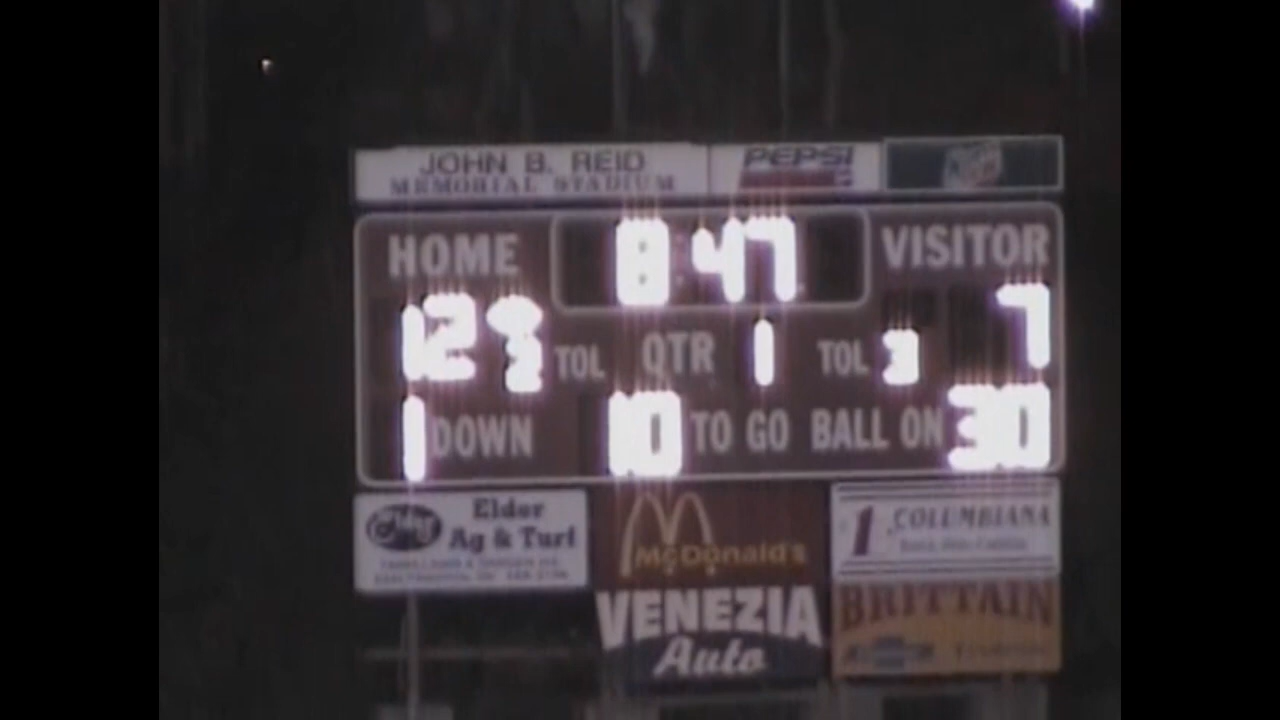 JOHN B. REID
MEMORIAL STADIUM
PEPSI
HOME
8:47
VISITOR
12
2 TOL
QTR 1
TOL 3
7
1 DOWN
10 TO GO
BALL ON 30
Elder
Ag & Turf
McDonald's
VENEZIA
Auto
1 COLUMBIANA
BRITTAIN